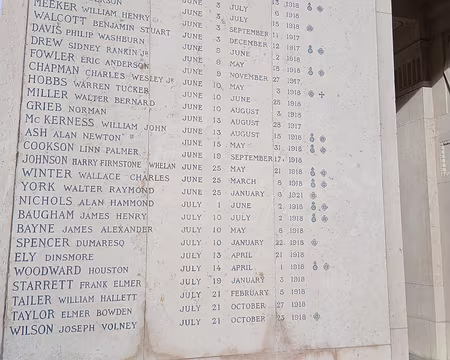 JUNE 3 JULY 1918
MEEKER WILLIAM HENRY JUNE 3 SEPTEMBER 11 1917
WALCOTT BENJAMIN STUART JUNE 3 DECEMBER 12 1917
DAVIS PHILIP WASHBURN JUNE 8 JUNE 2 1918
DREW SIDNEY RANKIN JR JUNE 8 MAY 1918
FOWLER ERIC ANDERSON JUNE 9 NOVEMBER 27 1917
CHAPMAN CHARLES WESLEY JR JUNE 10 MAY 3 1918
HOBBS WARREN TUCKER JUNE 10 JUNE 25 1918
MILLER WALTER BERNARD JUNE 13 AUGUST 3 1918
GRIEB NORMAN JUNE 13 AUGUST 28 1917
McKERNESS WILLIAM JOHN JUNE 13 AUGUST 15 1918
ASH ALAN NEWTON JUNE 15 MAY 31 1918
COOKSON LINN PALMER JUNE 19 SEPTEMBER 17 1918
JOHNSON HARRY FIRMSTONE WHELAN JUNE 25 MAY 21 1918
WINTER WALLACE CHARLES JUNE 25 MARCH 8 1918
YORK WALTER RAYMOND JUNE 25 JANUARY 9 1921
NICHOLS ALAN HAMMOND JULY 1 JUNE 2 1918
BAUGHAM JAMES HENRY JULY 10 JULY 2 1918
BAYNE JAMES ALEXANDER JULY 10 MAY 8 1918
SPENCER DUMARESQ JULY 10 JANUARY 22 1918
ELY DINSMORE JULY 13 APRIL 21 1918
WOODWARD HOUSTON JULY 14 APRIL 1 1918
STARRETT FRANK ELMER JULY 19 JANUARY 3 1918
TAILER WILLIAM HALLETT JULY 21 FEBRUARY 5 1918
TAYLOR ELMER BOWDEN JULY 21 OCTOBER 27 1918
WILSON JOSEPH VOLNEY JULY 21 OCTOBER 23 1918